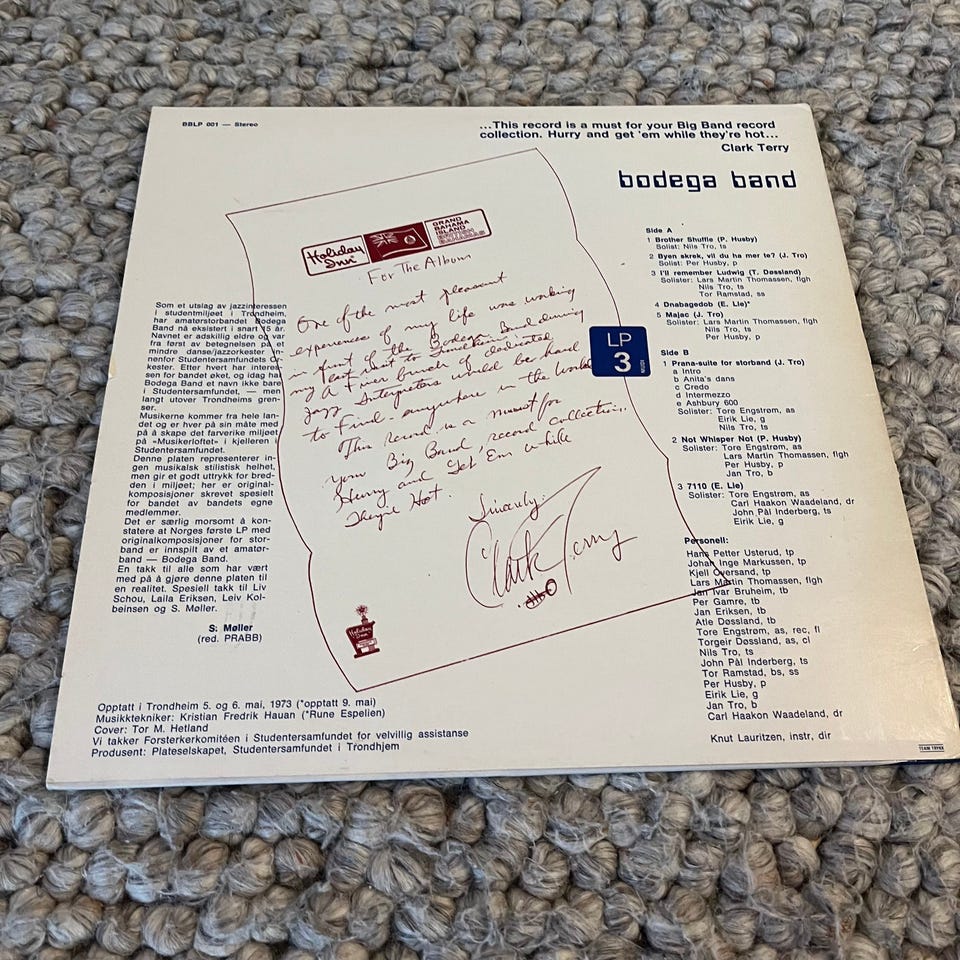 BBLP 001 — Stereo
...This record is a must for your Big Band record
collection. Hurry and get 'em while they're hot...
Clark Terry
bodega band
Side A
1 Brother Shuffle (P. Husby)
Solist: Nils Tro, ts
2 Byen skrek, vil du ha mer te? (J. Tro)
Solist: Per Husby, p
3 I'll remember Ludwig (T. Døssland)
Solister: Lars Martin Thomassen, flgh
Nils Tro, ts
Tor Ramstad, ss
4 Dnabagedob (E. Lie)*
5 Majac (J. Tro)
Solister: Lars Martin Thomassen, flgh
Nils Tro, ts
Per Husby, p
Side B
1 Prana-suite for storband (J. Tro)
a Intro
b Anita's dans
c Credo
d Intermezzo
e Ashbury 600
Solister: Tore Engstrøm, as
Eirik Lie, g
Nils Tro, ts
2 Not Whisper Not (P. Husby)
Solister: Tore Engstrøm, as
Lars Martin Thomassen, flgh
Per Husby, p
Jan Tro, b
3 7110 (E. Lie)
Solister: Tore Engstrøm, as
Carl Haakon Waadeland, dr
John Pål Inderberg, ts
Eirik Lie, g
Personell:
Hans Petter Usterud, tp
Johan Inge Markussen, tp
Kjell Oversand, tp
Lars Martin Thomassen, flgh
Jan Ivar Bruheim, tb
Per Gamre, tb
Jan Eriksen, tb
Atle Døssland, tb
Tore Engstrøm, as, rec, fl
Torgeir Døssland, as, cl
Nils Tro, ts
John Pål Inderberg, ts
Tor Ramstad, bs, ss
Per Husby, p
Eirik Lie, g
Jan Tro, b
Carl Haakon Waadeland, dr
Knut Lauritzen, instr, dir
TEAM TRYKK
LP
3
Holiday
Inn
GRAND
BAHAMA
ISLAND
BRITISH
BAHAMAS
For The Album
One of the most pleasant
experiences of my life was working
in front of the Bodega Band during
my last visit to Trondheim.
A nicer bunch of dedicated
Jazz Interpretors would be hard
to Find - anywhere in the World
This record is a must for
your Big Band record collection...
Hurry and Get 'Em while
They're Hot.
Sincerely:
Clark Terry
Holiday
Inn
Som et utslag av jazzinteressen
i studentmiljøet i Trondheim,
har amatørstorbandet Bodega
Band nå eksistert i snart 15 år.
Navnet er adskillig eldre og var
fra først av betegnelsen på et
mindre danse/jazzorkester in-
nenfor Studentersamfundets Or-
kester. Etter hvert har interes-
sen for bandet øket, og idag har
Bodega Band et navn ikke bare
i Studentersamfundet, — men
langt utover Trondheims gren-
ser.
Musikerne kommer fra hele lan-
det og er hver på sin måte med
på å skape det farverike miljøet
på «Musikerloftet» i kjelleren i
Studentersamfundet.
Denne platen representerer in-
gen musikalsk stilistisk helhet,
men gir et godt uttrykk for bred-
den i miljøet; her er original-
komposisjoner skrevet spesielt
for bandet av bandets egne
medlemmer.
Det er særlig morsomt å kon-
statere at Norges første LP med
originalkomposisjoner for stor-
band er innspilt av et amatør-
band — Bodega Band.
En takk til alle som har vært
med på å gjøre denne platen til
en realitet. Spesiell takk til Liv
Schou, Laila Eriksen, Leiv Kol-
beinsen og S. Møller.
S. Møller
(red. PRABB)
Opptatt i Trondheim 5. og 6. mai, 1973 (*opptatt 9. mai)
Musikktekniker: Kristian Fredrik Hauan (*Rune Espelien)
Cover: Tor M. Hetland
Vi takker Forsterkerkomitéen i Studentersamfundet for velvillig assistanse
Produsent: Plateselskapet, Studentersamfundet i Trondhjem